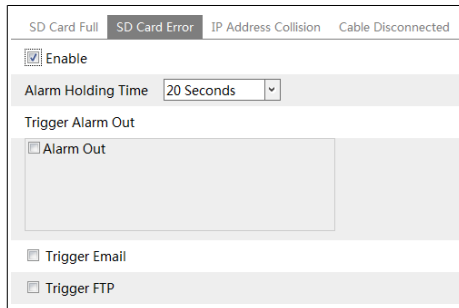 SD Card Full SD Card Error IP Address Collision Cable Disconnected
Enable
Alarm Holding Time 20 Seconds
Trigger Alarm Out
Alarm Out
Trigger Email
Trigger FTP